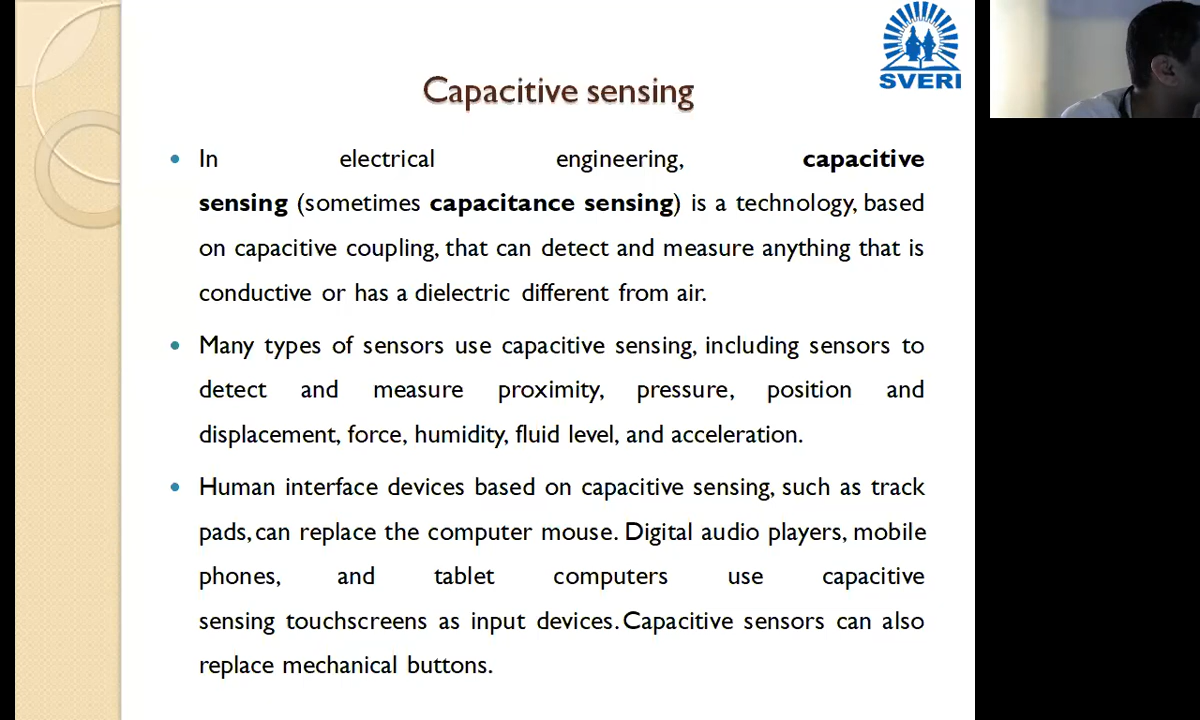 SVERI
Capacitive sensing
• In electrical engineering, capacitive
sensing (sometimes capacitance sensing) is a technology, based
on capacitive coupling, that can detect and measure anything that is
conductive or has a dielectric different from air.
• Many types of sensors use capacitive sensing, including sensors to
detect and measure proximity, pressure, position and
displacement, force, humidity, fluid level, and acceleration.
• Human interface devices based on capacitive sensing, such as track
pads, can replace the computer mouse. Digital audio players, mobile
phones, and tablet computers use capacitive
sensing touchscreens as input devices. Capacitive sensors can also
replace mechanical buttons.